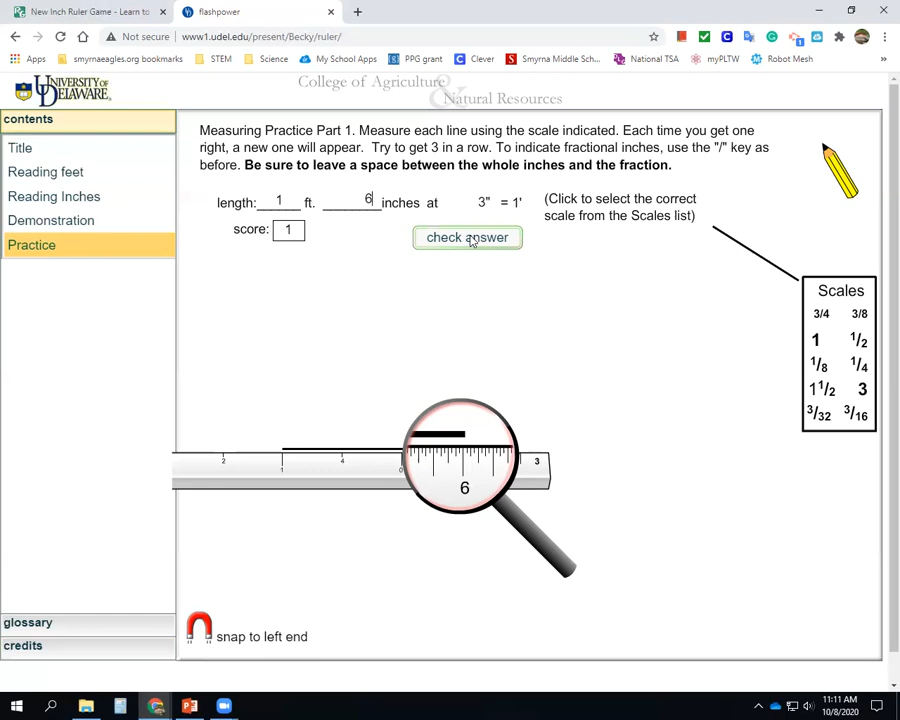 New Inch Ruler Game - Learn to
flashpower
Not secure
www1.udel.edu/present/Becky/ruler/
Apps
smyrnaeagles.org bookmarks
STEM
Science
My School Apps
PPG grant
Clever
Smyrna Middle Sch...
National TSA
myPLTW
Robot Mesh
UNIVERSITY OF DELAWARE
College of Agriculture
& Natural Resources
contents
Title
Reading feet
Reading Inches
Demonstration
Practice
glossary
credits
Measuring Practice Part 1. Measure each line using the scale indicated. Each time you get one
right, a new one will appear. Try to get 3 in a row. To indicate fractional inches, use the "/" key as
before. Be sure to leave a space between the whole inches and the fraction.
length: 1 ft. 6 inches at 3" = 1'
(Click to select the correct
scale from the Scales list)
score: 1
check answer
Scales
3/4 3/8
1 1/2
1/8 1/4
1 1/2 3
3/32 3/16
2
1
4
0
6
3
snap to left end
11:11 AM
10/8/2020